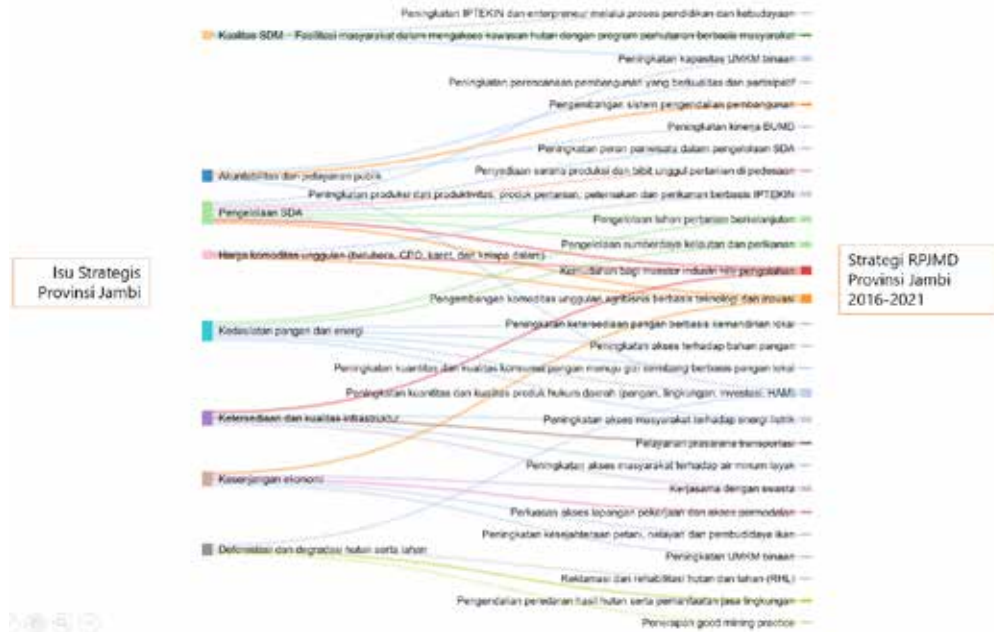 Peningkatan IPTEKIN dan enterpreneur melalui proses pendidikan dan kebudayaan
Kualitas SDM - Fasilitasi masyarakat dalam mengakses kawasan hutan dengan program perhutanan berbasis masyarakat
Peningkatan kapasitas UMKM binaan
Peningkatan perencanaan pembangunan yang berkualitas dan partisipatif
Pengembangan sistem pengendalian pembangunan
Peningkatan kinerja BUMD
Peningkatan peran pariwisata dalam pengelolaan SDA
Penyediaan sarana produksi dan bibit unggul pertanian di pedesaan
Akuntabilitas dan pelayanan publik
Peningkatan produksi dan produktivitas, produk pertanian, peternakan dan perikanan berbasis IPTEKIN
Pengelolaan SDA
Pengelolaan lahan pertanian berkelanjutan
Pengelolaan sumberdaya kelautan dan perikanan
Harga komoditas unggulan (batubara, CPO, karet, dan kelapa dalam)
Isu Strategis
Provinsi Jambi
Kemudahan bagi investor industri hilir pengolahan
Strategi RPJMD
Provinsi Jambi
2016-2021
Pengembangan komoditas unggulan agribisnis berbasis teknologi dan inovasi
Kedaulatan pangan dan energi
Peningkatan ketersediaan pangan berbasis kemandirian lokal
Peningkatan akses terhadap bahan pangan
Peningkatan kuantitas dan kualitas konsumsi pangan menuju gizi seimbang berbasis pangan lokal
Peningkatan kuantitas dan kualitas produk hukum daerah (pangan, lingkungan, investasi, HAM)
Ketersediaan dan kualitas infrastruktur
Peningkatan akses masyarakat terhadap energi listrik
Pelayanan prasarana transportasi
Peningkatan akses masyarakat terhadap air minum layak
Kesenjangan ekonomi
Kerjasama dengan swasta
Perluasan akses lapangan pekerjaan dan akses permodalan
Peningkatan kesejahteraan petani, nelayan dan pembudidaya ikan
Deforestasi dan degradasi hutan serta lahan
Peningkatan UMKM binaan
Reklamasi dan rehabilitasi hutan dan lahan (RHL)
Pengendalian peredaran hasil hutan serta pemanfaatan jasa lingkungan
Penerapan good mining practice